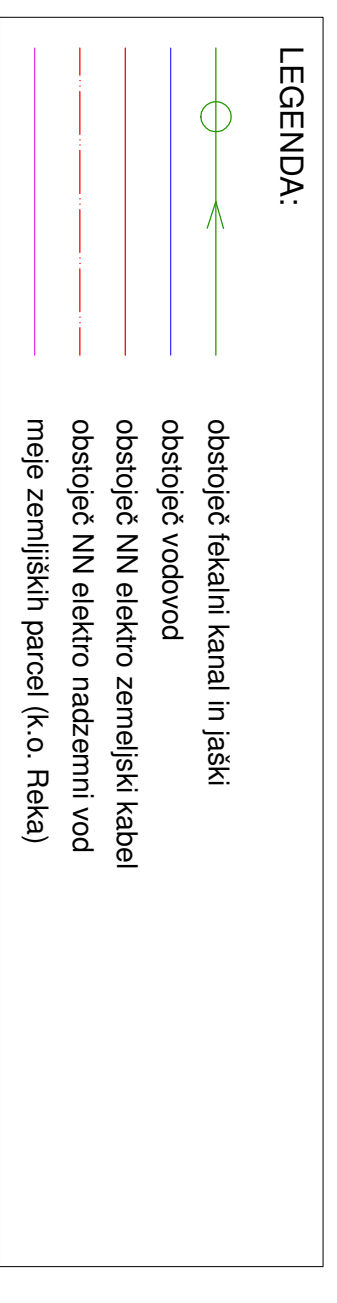 LEGENDA:
obstoječ fekalni kanal in jaški
obstoječ vodovod
obstoječ NN elektro zemeljski kabel
obstoječ NN elektro nadzemni vod
meje zemljiških parcel (k.o. Reka)